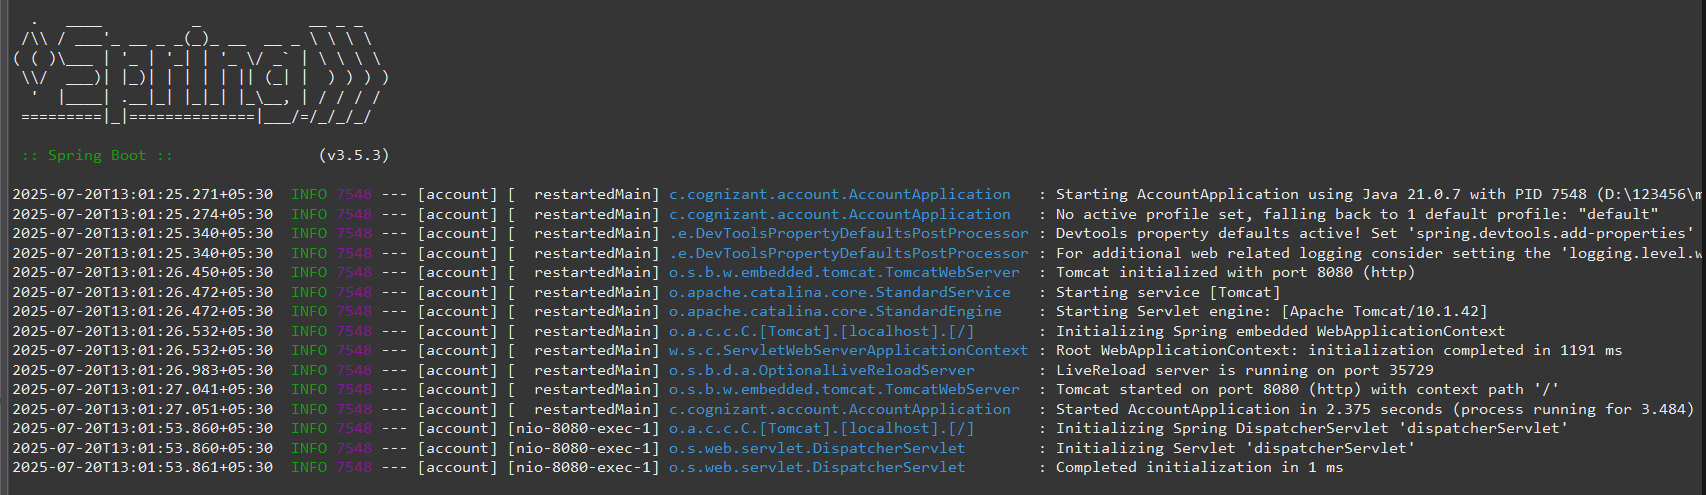 .   ____          _            __ _ _
 /\\ / ___'_ __ _ _(_)_ __  __ _ \ \ \ \
( ( )\___ | '_ | '_| | '_ \/ _` | \ \ \ \
 \\/  ___)| |_)| | | | | || (_| |  ) ) ) )
  '  |____| .__|_| |_|_| |_\__, | / / / /
 =========|_|==============|___/=/_/_/_/
 :: Spring Boot ::                (v3.5.3)
2025-07-20T13:01:25.271+05:30  INFO 7548 --- [account] [  restartedMain] c.cognizant.account.AccountApplication   : Starting AccountApplication using Java 21.0.7 with PID 7548 (D:\123456\m
2025-07-20T13:01:25.274+05:30  INFO 7548 --- [account] [  restartedMain] c.cognizant.account.AccountApplication   : No active profile set, falling back to 1 default profile: "default"
2025-07-20T13:01:25.340+05:30  INFO 7548 --- [account] [  restartedMain] .e.DevToolsPropertyDefaultsPostProcessor : Devtools property defaults active! Set 'spring.devtools.add-properties'
2025-07-20T13:01:25.340+05:30  INFO 7548 --- [account] [  restartedMain] .e.DevToolsPropertyDefaultsPostProcessor : For additional web related logging consider setting the 'logging.level.w
2025-07-20T13:01:26.450+05:30  INFO 7548 --- [account] [  restartedMain] o.s.b.w.embedded.tomcat.TomcatWebServer  : Tomcat initialized with port 8080 (http)
2025-07-20T13:01:26.472+05:30  INFO 7548 --- [account] [  restartedMain] o.apache.catalina.core.StandardService   : Starting service [Tomcat]
2025-07-20T13:01:26.472+05:30  INFO 7548 --- [account] [  restartedMain] o.apache.catalina.core.StandardEngine    : Starting Servlet engine: [Apache Tomcat/10.1.42]
2025-07-20T13:01:26.532+05:30  INFO 7548 --- [account] [  restartedMain] o.a.c.c.C.[Tomcat].[localhost].[/]       : Initializing Spring embedded WebApplicationContext
2025-07-20T13:01:26.532+05:30  INFO 7548 --- [account] [  restartedMain] w.s.c.ServletWebServerApplicationContext : Root WebApplicationContext: initialization completed in 1191 ms
2025-07-20T13:01:26.983+05:30  INFO 7548 --- [account] [  restartedMain] o.s.b.d.a.OptionalLiveReloadServer       : LiveReload server is running on port 35729
2025-07-20T13:01:27.041+05:30  INFO 7548 --- [account] [  restartedMain] o.s.b.w.embedded.tomcat.TomcatWebServer  : Tomcat started on port 8080 (http) with context path '/'
2025-07-20T13:01:27.051+05:30  INFO 7548 --- [account] [  restartedMain] c.cognizant.account.AccountApplication   : Started AccountApplication in 2.375 seconds (process running for 3.484)
2025-07-20T13:01:53.860+05:30  INFO 7548 --- [account] [nio-8080-exec-1] o.a.c.c.C.[Tomcat].[localhost].[/]       : Initializing Spring DispatcherServlet 'dispatcherServlet'
2025-07-20T13:01:53.860+05:30  INFO 7548 --- [account] [nio-8080-exec-1] o.s.web.servlet.DispatcherServlet        : Initializing Servlet 'dispatcherServlet'
2025-07-20T13:01:53.861+05:30  INFO 7548 --- [account] [nio-8080-exec-1] o.s.web.servlet.DispatcherServlet        : Completed initialization in 1 ms